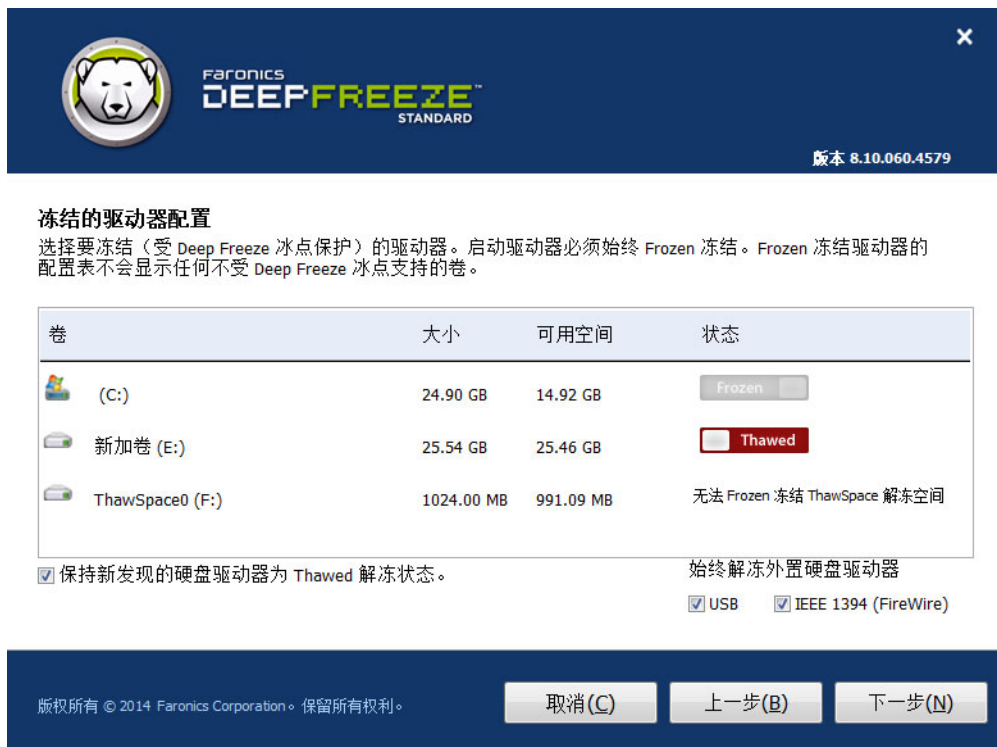 Faronics
DEEPFREEZE™
STANDARD
版本 8.10.060.4579
冻结的驱动器配置
选择要冻结（受 Deep Freeze 冰点保护）的驱动器。启动驱动器必须始终 Frozen 冻结。Frozen 冻结驱动器的
配置表不会显示任何不受 Deep Freeze 冰点支持的卷。
卷 大小 可用空间 状态
(C:) 24.90 GB 14.92 GB Frozen
新加卷 (E:) 25.54 GB 25.46 GB Thawed
ThawSpace0 (F:) 1024.00 MB 991.09 MB 无法 Frozen 冻结 ThawSpace 解冻空间
保持新发现的硬盘驱动器为 Thawed 解冻状态。
始终解冻外置硬盘驱动器
USB IEEE 1394 (FireWire)
版权所有 © 2014 Faronics Corporation。保留所有权利。
取消(C) 上一步(B) 下一步(N)